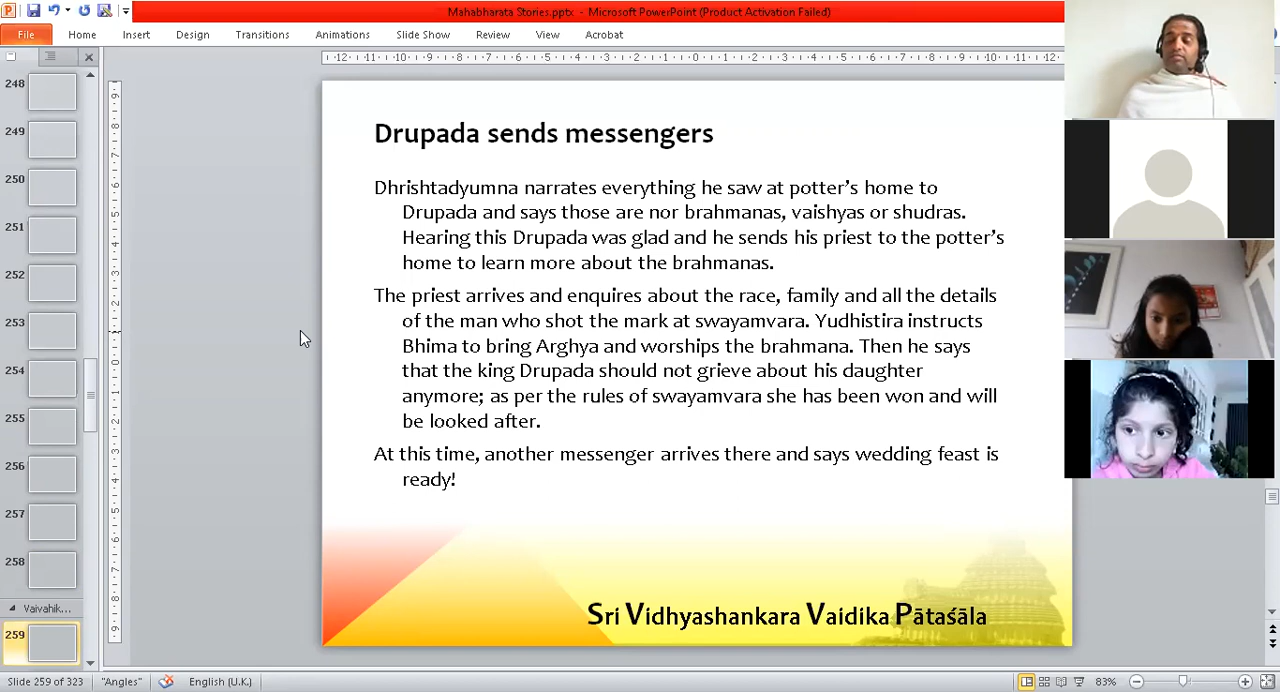 Mahabharata Stories.pptx - Microsoft PowerPoint (Product Activation Failed)
File Home Insert Design Transitions Animations Slide Show Review View Acrobat
Drupada sends messengers
Dhrishtadyumna narrates everything he saw at potter's home to
Drupada and says those are nor brahmanas, vaishyas or shudras.
Hearing this Drupada was glad and he sends his priest to the potter's
home to learn more about the brahmanas.
The priest arrives and enquires about the race, family and all the details
of the man who shot the mark at swayamvara. Yudhistira instructs
Bhima to bring Arghya and worships the brahmana. Then he says
that the king Drupada should not grieve about his daughter
anymore; as per the rules of swayamvara she has been won and will
be looked after.
At this time, another messenger arrives there and says wedding feast is
ready!
Sri Vidhyashankara Vaidika Pātaśāla
248
249
250
251
252
253
254
255
256
257
258
Vaivahik...
259
Slide 259 of 323 "Angles" English (U.K.) 83%